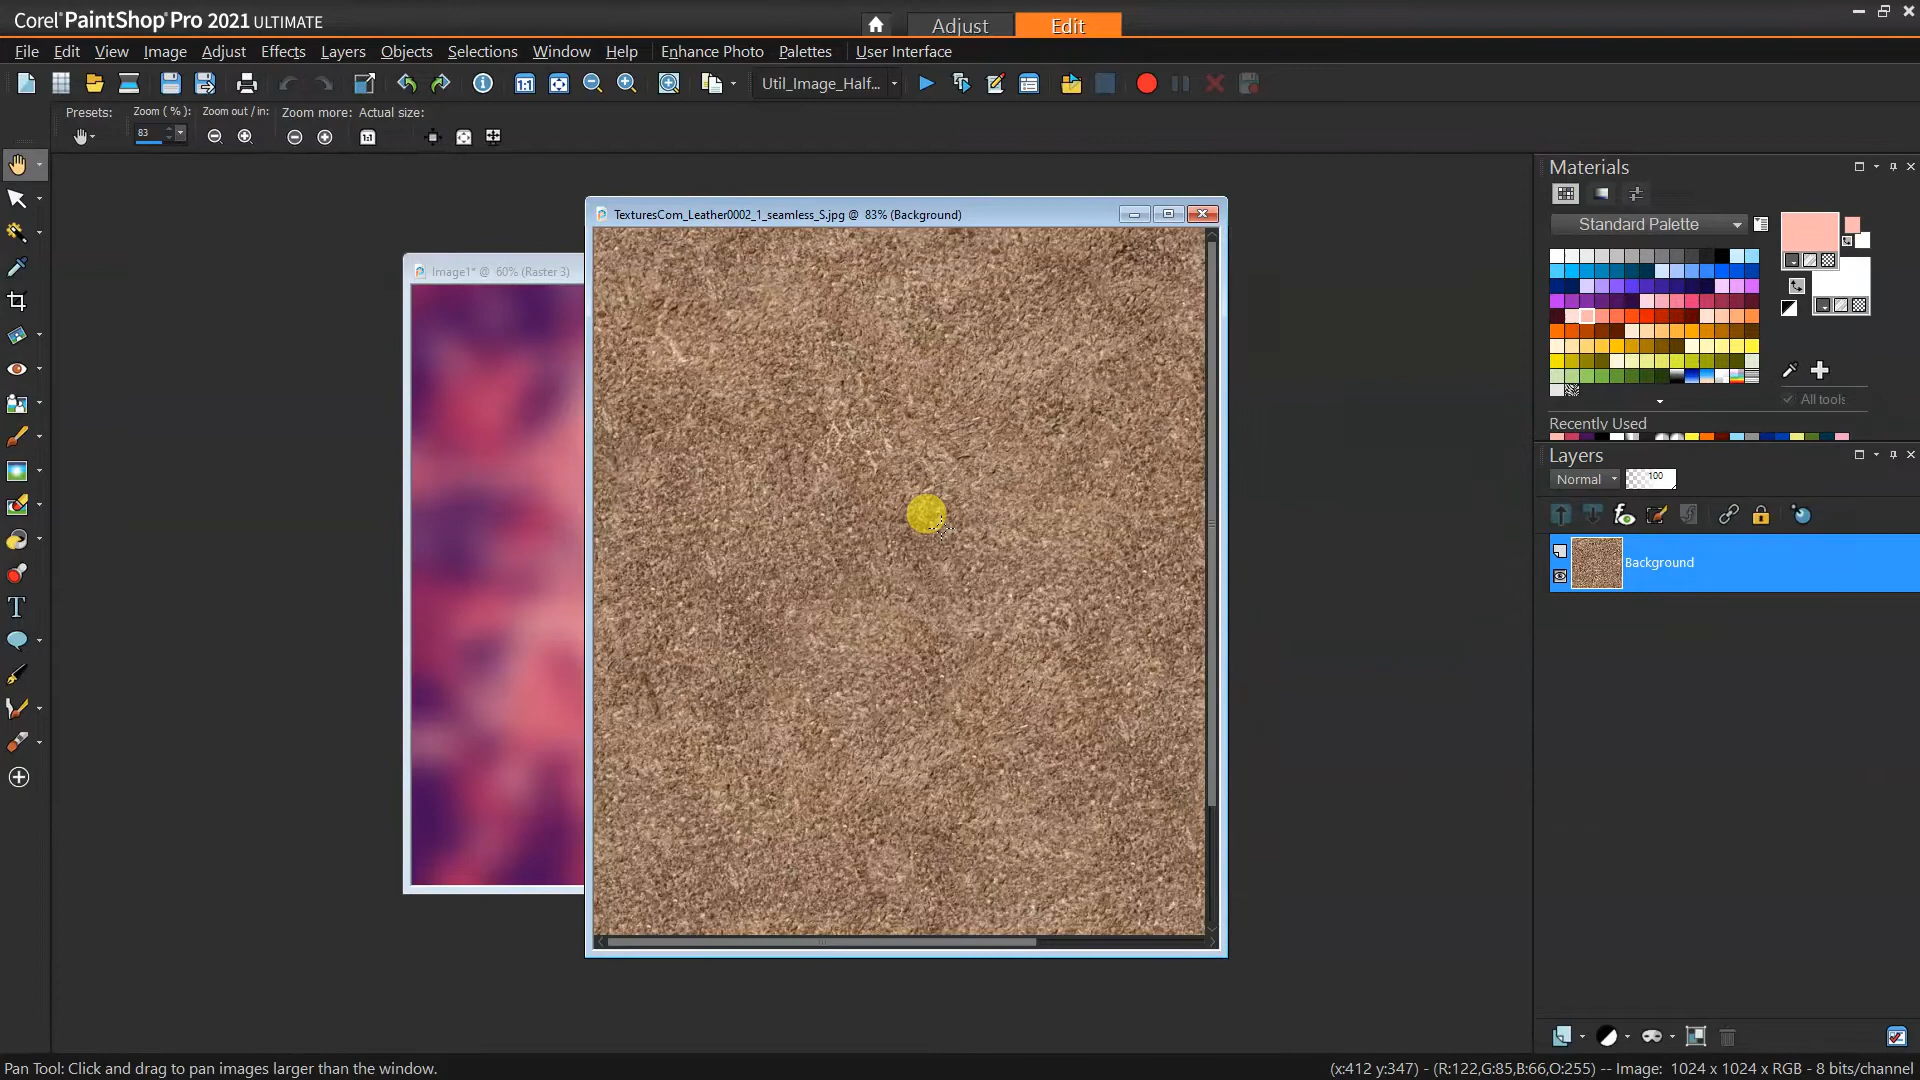 Corel PaintShop Pro 2021 ULTIMATE
Adjust
Edit
File Edit View Image Adjust Effects Layers Objects Selections Window Help Enhance Photo Palettes User Interface
Util_Image_Half...
Presets: Zoom ( % ): Zoom out / in: Zoom more: Actual size:
83
Materials
Standard Palette
All tools
Recently Used
TexturesCom_Leather0002_1_seamless_S.jpg @ 83% (Background)
Image1* @ 60% (Raster 3)
Layers
Normal
100
Background
Pan Tool: Click and drag to pan images larger than the window.
(x:412 y:347) - (R:122,G:85,B:66,O:255) -- Image: 1024 x 1024 x RGB - 8 bits/channel